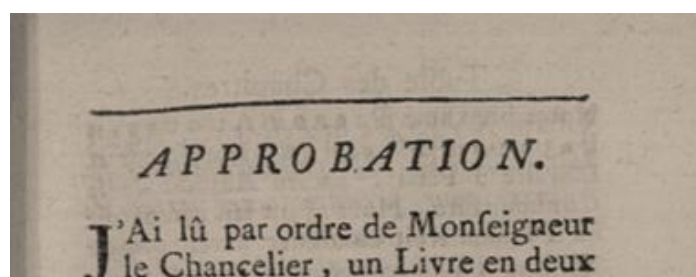 APPROBATION.
J'Ai lû par ordre de Monſeigneur
le Chancelier, un Livre en deux